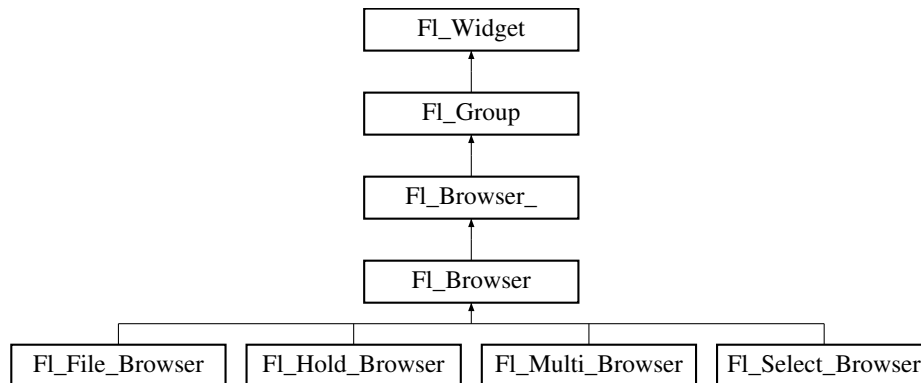 Fl_Widget
Fl_Group
Fl_Browser_
Fl_Browser
Fl_File_Browser Fl_Hold_Browser Fl_Multi_Browser Fl_Select_Browser